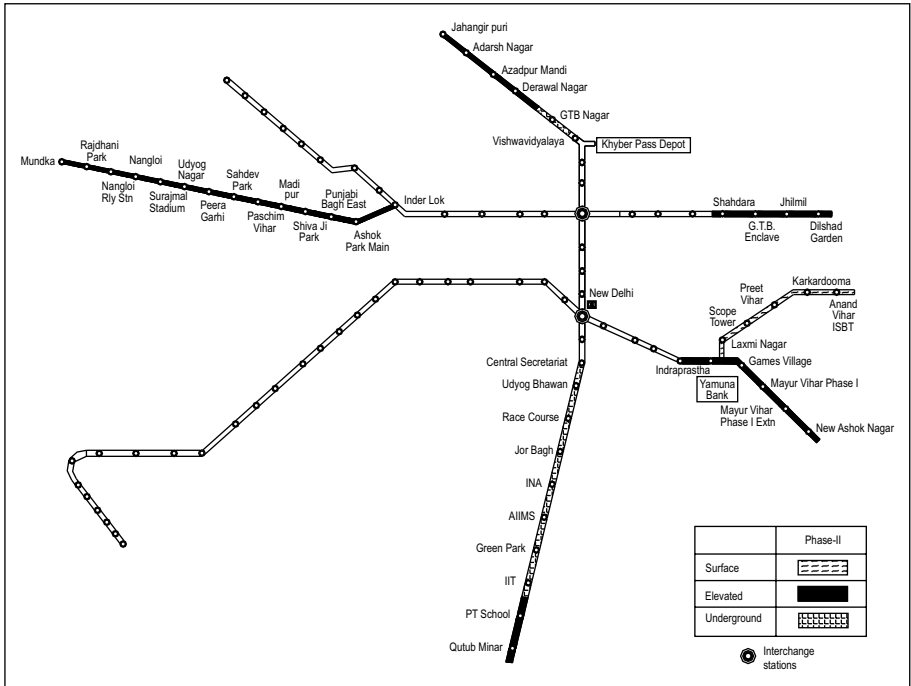 Jahangir puri
Adarsh Nagar
Azadpur Mandi
Derawal Nagar
GTB Nagar
Vishwavidyalaya
Khyber Pass Depot
Mundka
Rajdhani
Park
Nangloi
Rly Stn
Nangloi
Surajmal
Stadium
Udyog
Nagar
Peera
Garhi
Sahdev
Park
Paschim
Vihar
Madi
pur
Shiva Ji
Park
Punjabi
Bagh East
Ashok
Park Main
Inder Lok
Shahdara
G.T.B.
Enclave
Jhilmil
Dilshad
Garden
New Delhi
Karkardooma
Preet
Vihar
Scope
Tower
Anand
Vihar
ISBT
Laxmi Nagar
Games Village
Indraprastha
Yamuna
Bank
Mayur Vihar Phase I
Mayur Vihar
Phase I Extn
New Ashok Nagar
Central Secretariat
Udyog Bhawan
Race Course
Jor Bagh
INA
AIIMS
Green Park
IIT
PT School
Qutub Minar
Phase-II
Surface
Elevated
Underground
Interchange
stations